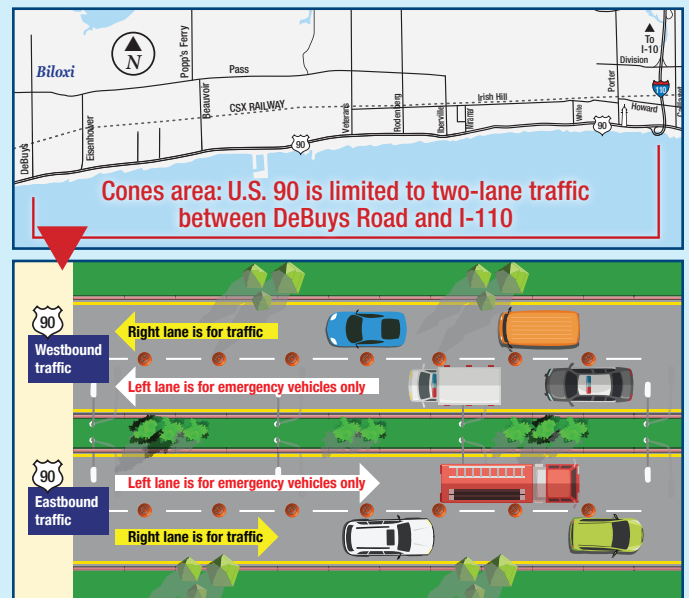 To
I-10
Division
Biloxi
N
Popp's Ferry
Pass
Porter
110
Beauvoir
CSX RAILWAY
Irish Hill
Howard
White
Veterans
Rodenberg
Iberville
Miramar
Eisenhower
DeBuys
90
90
Cones area: U.S. 90 is limited to two-lane traffic
between DeBuys Road and I-110
90
Westbound
traffic
Right lane is for traffic
Left lane is for emergency vehicles only
90
Eastbound
traffic
Left lane is for emergency vehicles only
Right lane is for traffic